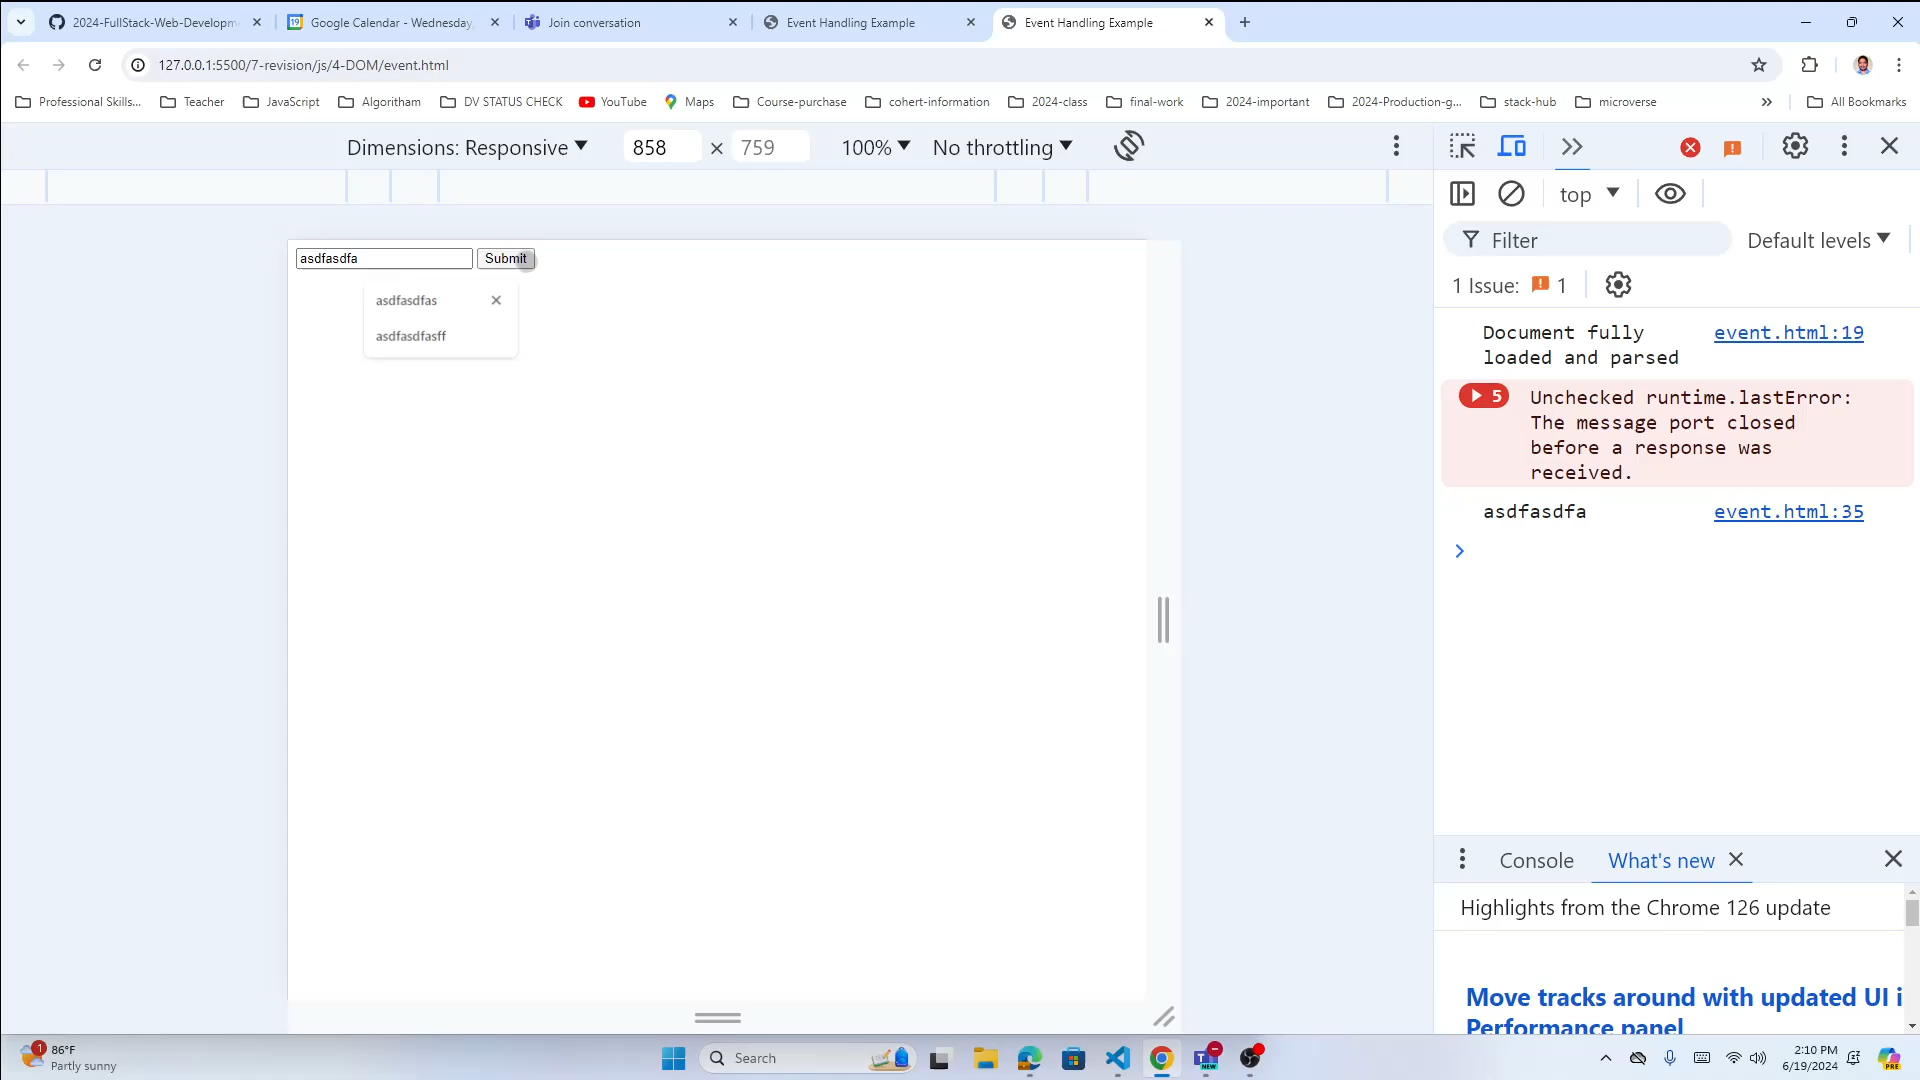 2024-FullStack-Web-Developm
Google Calendar - Wednesday,
Join conversation
Event Handling Example
Event Handling Example
127.0.0.1:5500/7-revision/js/4-DOM/event.html
Professional Skills...
Teacher
JavaScript
Algoritham
DV STATUS CHECK
YouTube
Maps
Course-purchase
cohert-information
2024-class
final-work
2024-important
2024-Production-g...
stack-hub
microverse
All Bookmarks
Dimensions: Responsive
858 × 759
100%
No throttling
top
Filter
Default levels
1 Issue: 1
asdfasdfa
Submit
asdfasdfas
asdfasdfasff
Document fully event.html:19
loaded and parsed
5 Unchecked runtime.lastError:
The message port closed
before a response was
received.
asdfasdfa event.html:35
Console
What's new
Highlights from the Chrome 126 update
Move tracks around with updated UI i
Performance panel
1
86°F
Partly sunny
Search
NEW
2:10 PM
6/19/2024
PRE